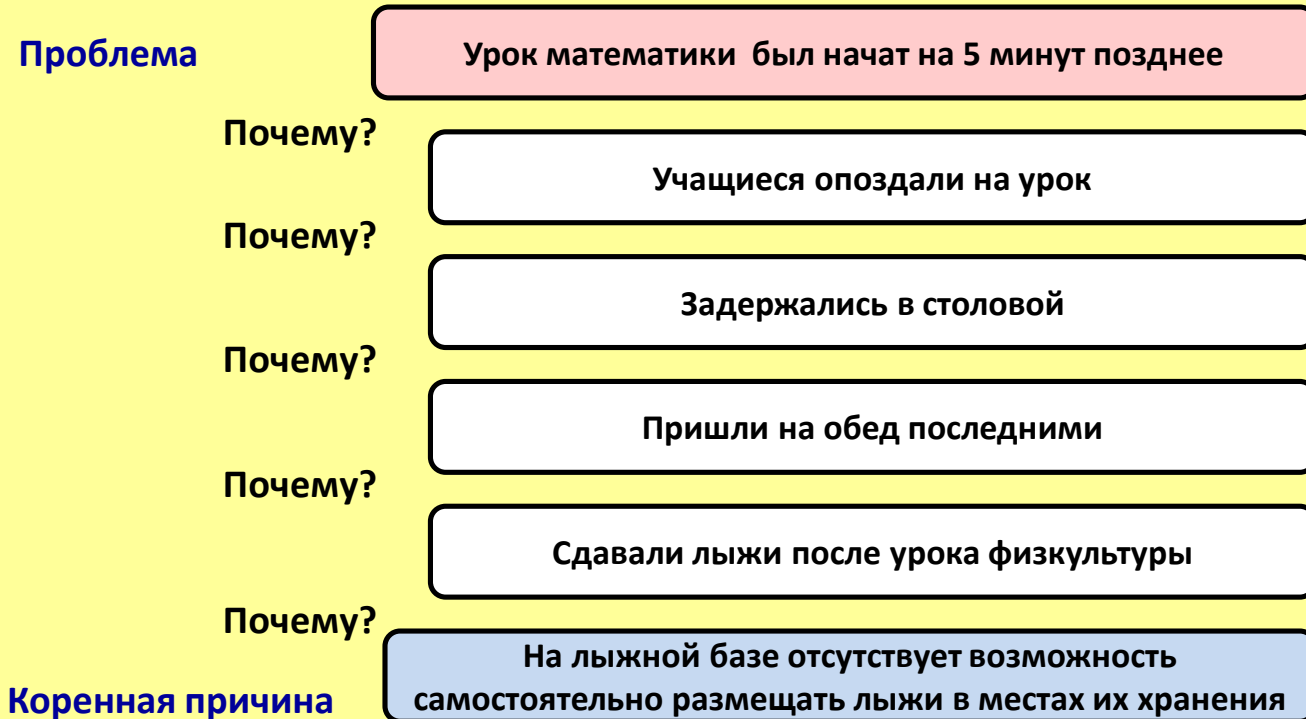 Проблема
Урок математики был начат на 5 минут позднее
Почему?
Учащиеся опоздали на урок
Почему?
Задержались в столовой
Почему?
Пришли на обед последними
Почему?
Сдавали лыжи после урока физкультуры
Почему?
На лыжной базе отсутствует возможность
самостоятельно размещать лыжи в местах их хранения
Коренная причина